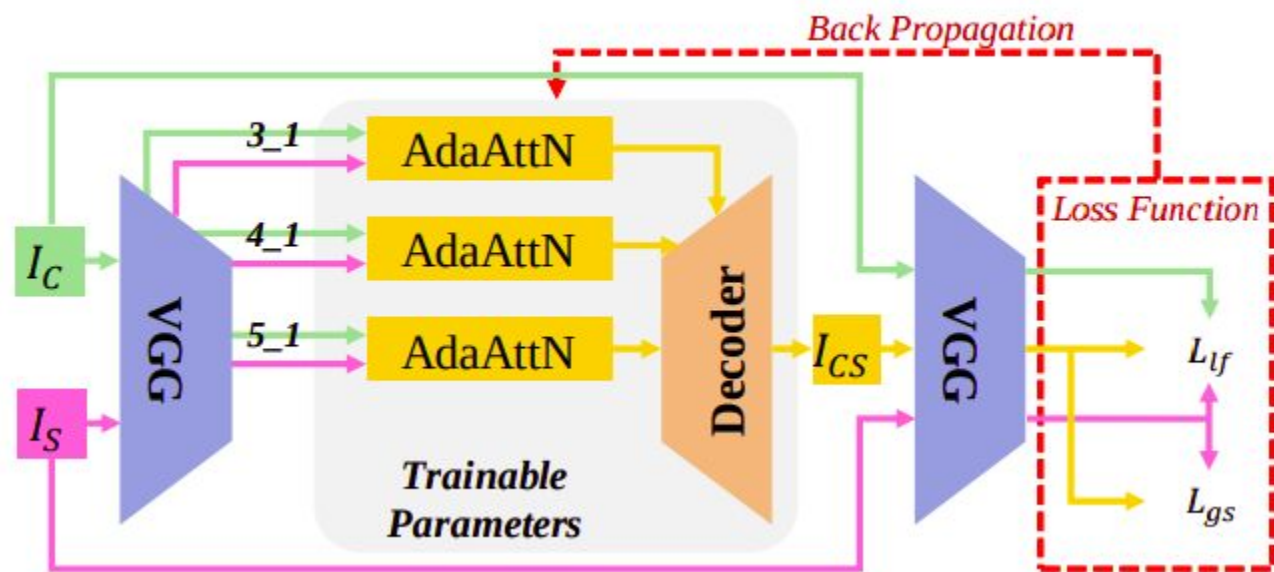 Back Propagation
3_1
AdaAttN
Loss Function
4_1
AdaAttN
I_C
VGG
5_1
AdaAttN
Decoder
I_CS
VGG
L_lf
I_S
Trainable
Parameters
L_gs